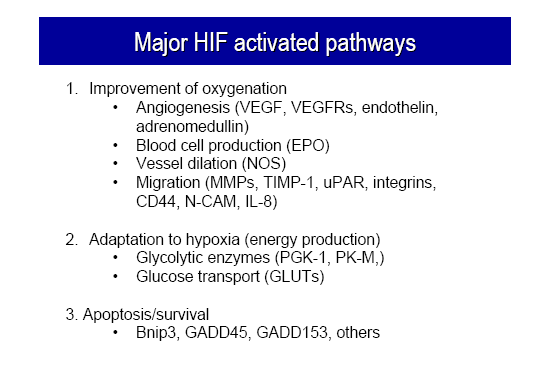 Major HIF activated pathways
1. Improvement of oxygenation
• Angiogenesis (VEGF, VEGFRs, endothelin,
adrenomedullin)
• Blood cell production (EPO)
• Vessel dilation (NOS)
• Migration (MMPs, TIMP-1, uPAR, integrins,
CD44, N-CAM, IL-8)
2. Adaptation to hypoxia (energy production)
• Glycolytic enzymes (PGK-1, PK-M,)
• Glucose transport (GLUTs)
3. Apoptosis/survival
• Bnip3, GADD45, GADD153, others